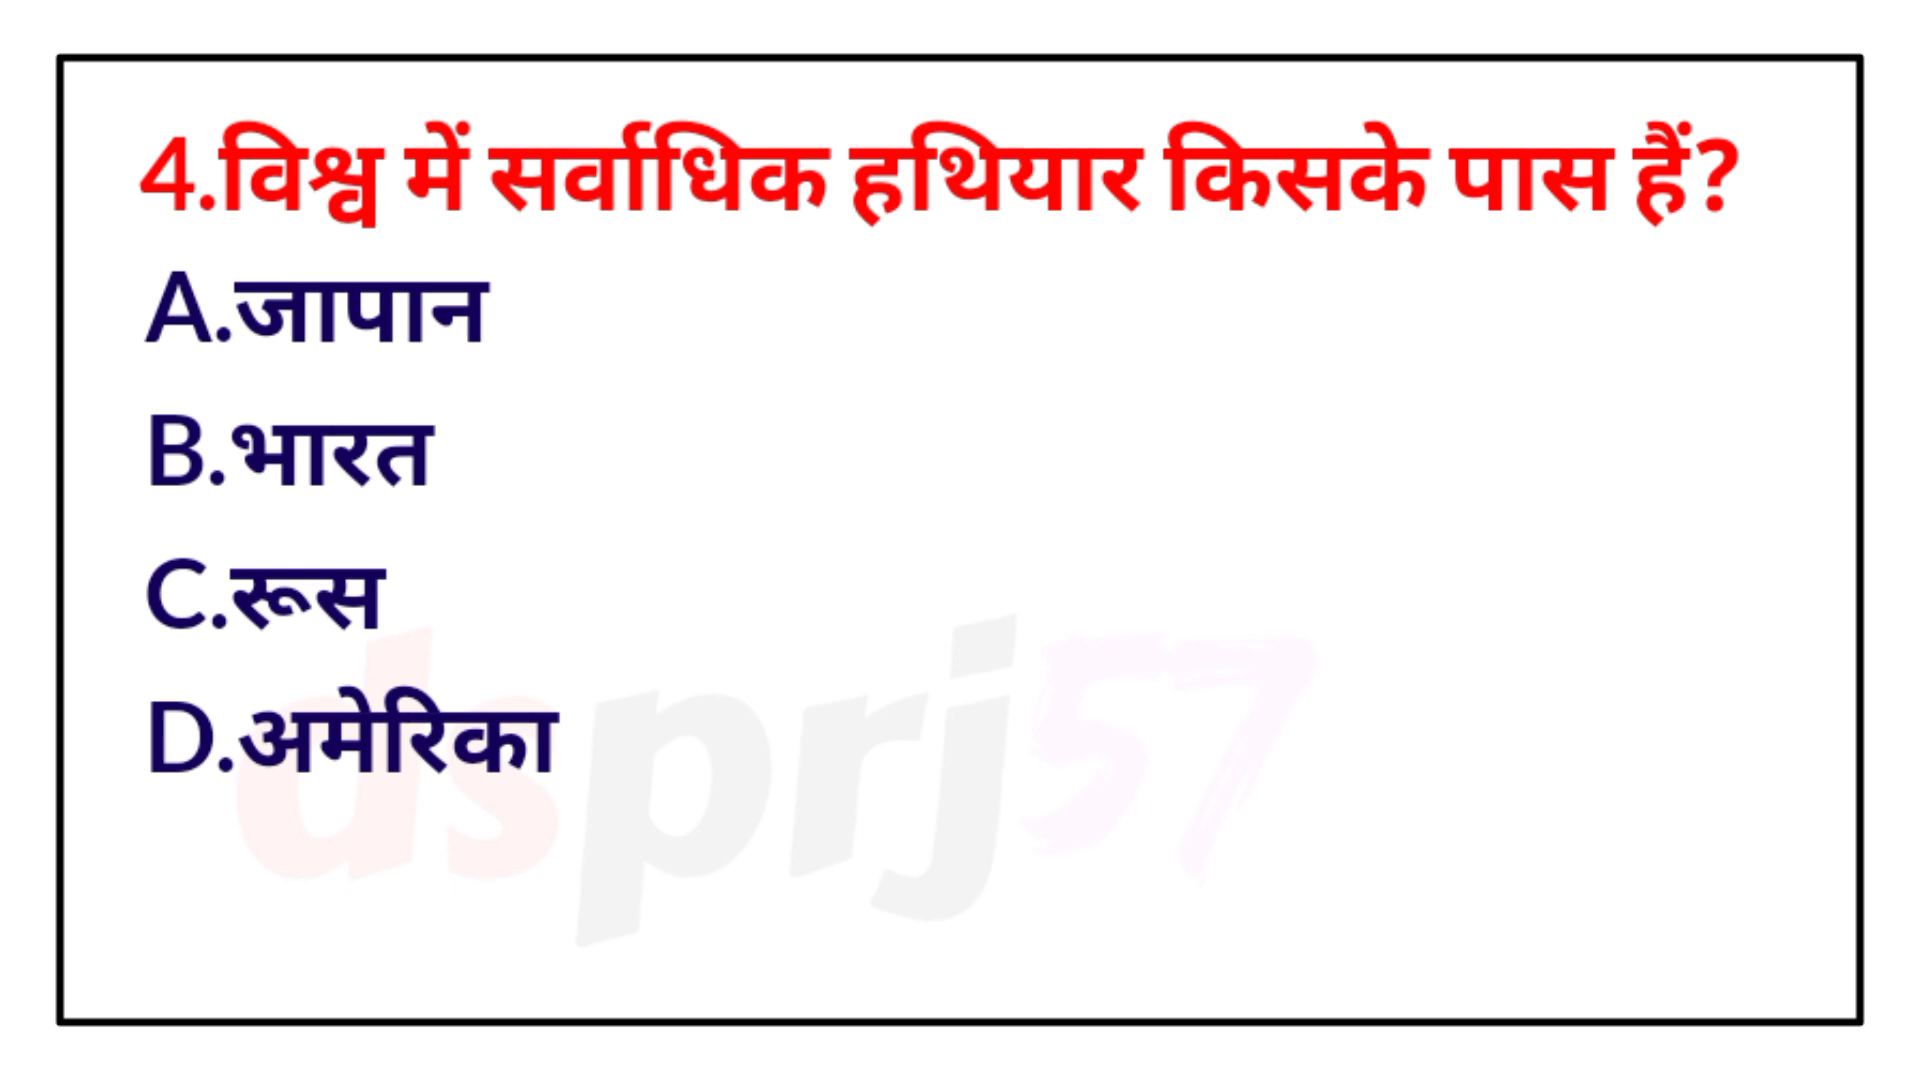 4.विश्व में सर्वाधिक हथियार किसके पास हैं?
A.जापान
B.भारत
C.रूस
D.अमेरिका
dsprj57